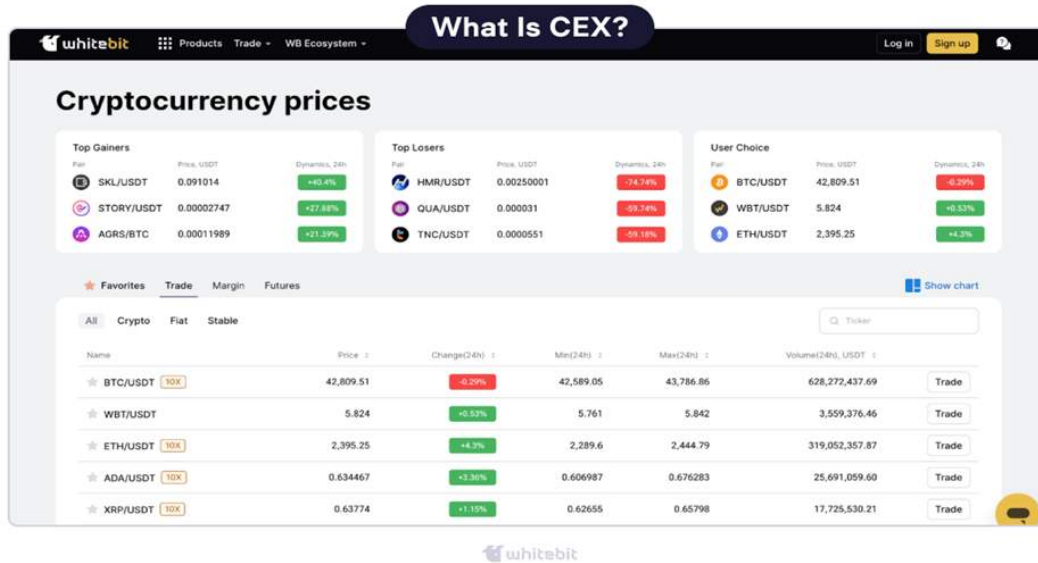 What Is CEX?
whitebit Products Trade WB Ecosystem Log in Sign up
Cryptocurrency prices
Top Gainers
Pair Price, USDT Dynamics, 24h
SKL/USDT 0.091014 +40.4%
STORY/USDT 0.00002747 +27.88%
AGRS/BTC 0.00011989 +21.39%
Top Losers
Pair Price, USDT Dynamics, 24h
HMR/USDT 0.00250001 -74.74%
QUA/USDT 0.000031 -59.74%
TNC/USDT 0.0000551 -59.18%
User Choice
Pair Price, USDT Dynamics, 24h
BTC/USDT 42,809.51 -0.29%
WBT/USDT 5.824 +0.53%
ETH/USDT 2,395.25 +4.3%
Favorites Trade Margin Futures Show chart
All Crypto Fiat Stable Ticker
Name Price Change(24h) Min(24h) Max(24h) Volume(24h), USDT
BTC/USDT 10X 42,809.51 -0.29% 42,589.05 43,786.86 628,272,437.69 Trade
WBT/USDT 5.824 +0.53% 5.761 5.842 3,559,376.46 Trade
ETH/USDT 10X 2,395.25 +4.3% 2,289.6 2,444.79 319,052,357.87 Trade
ADA/USDT 10X 0.634467 +3.36% 0.606987 0.676283 25,691,059.60 Trade
XRP/USDT 10X 0.63774 +1.15% 0.62655 0.65798 17,725,530.21 Trade
whitebit